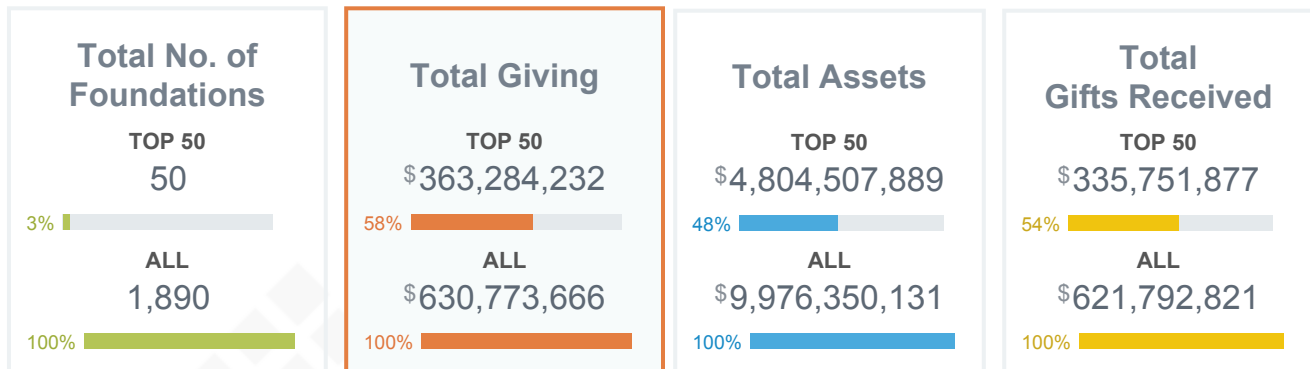 Total No. of
Foundations
TOP 50
50
3%
ALL
1,890
100%
Total Giving
TOP 50
$363,284,232
58%
ALL
$630,773,666
100%
Total Assets
TOP 50
$4,804,507,889
48%
ALL
$9,976,350,131
100%
Total
Gifts Received
TOP 50
$335,751,877
54%
ALL
$621,792,821
100%